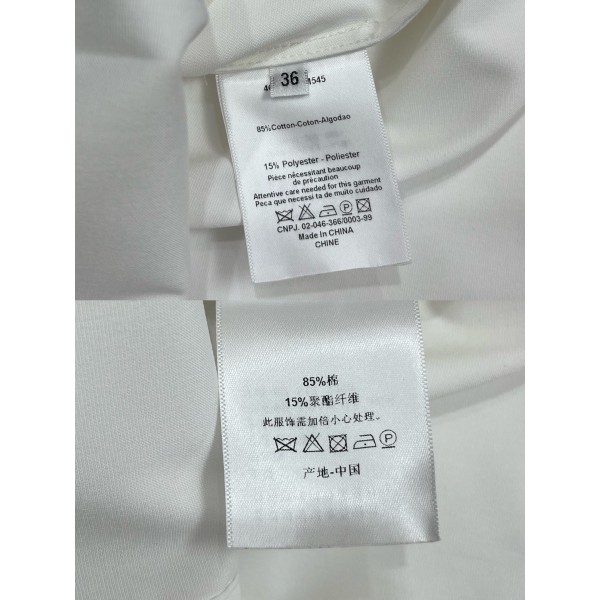 36
1545
85%Cotton-Coton-Algodao
15% Polyester - Poliester
Pièce nécessitant beaucoup
de précaution
Attentive care needed for this garment
Peca que necessi ta de muito cuidado
CNPJ. 02-046-366/0003-99
Made In CHINA
CHINE
85%棉
15%聚酯纤维
此服饰需加倍小心处理。
产地-中国